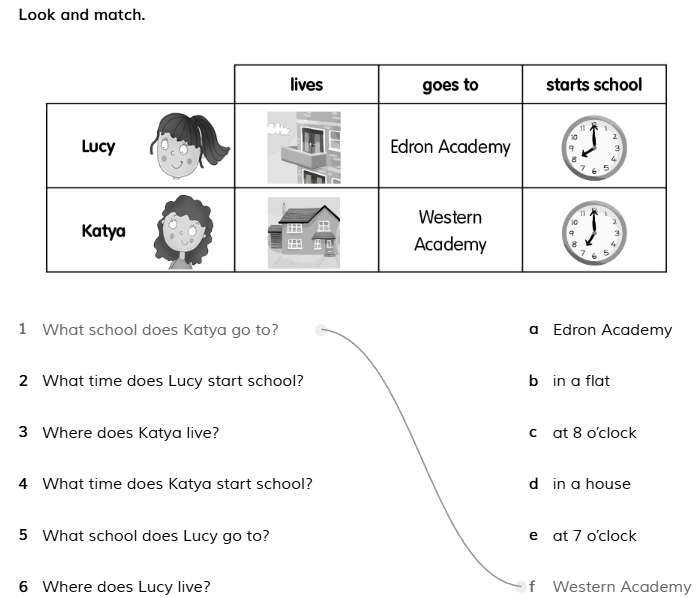 Look and match.
lives goes to starts school
Lucy Edron Academy
Katya Western
Academy
1 What school does Katya go to? a Edron Academy
2 What time does Lucy start school? b in a flat
3 Where does Katya live? c at 8 o’clock
4 What time does Katya start school? d in a house
5 What school does Lucy go to? e at 7 o’clock
6 Where does Lucy live? f Western Academy